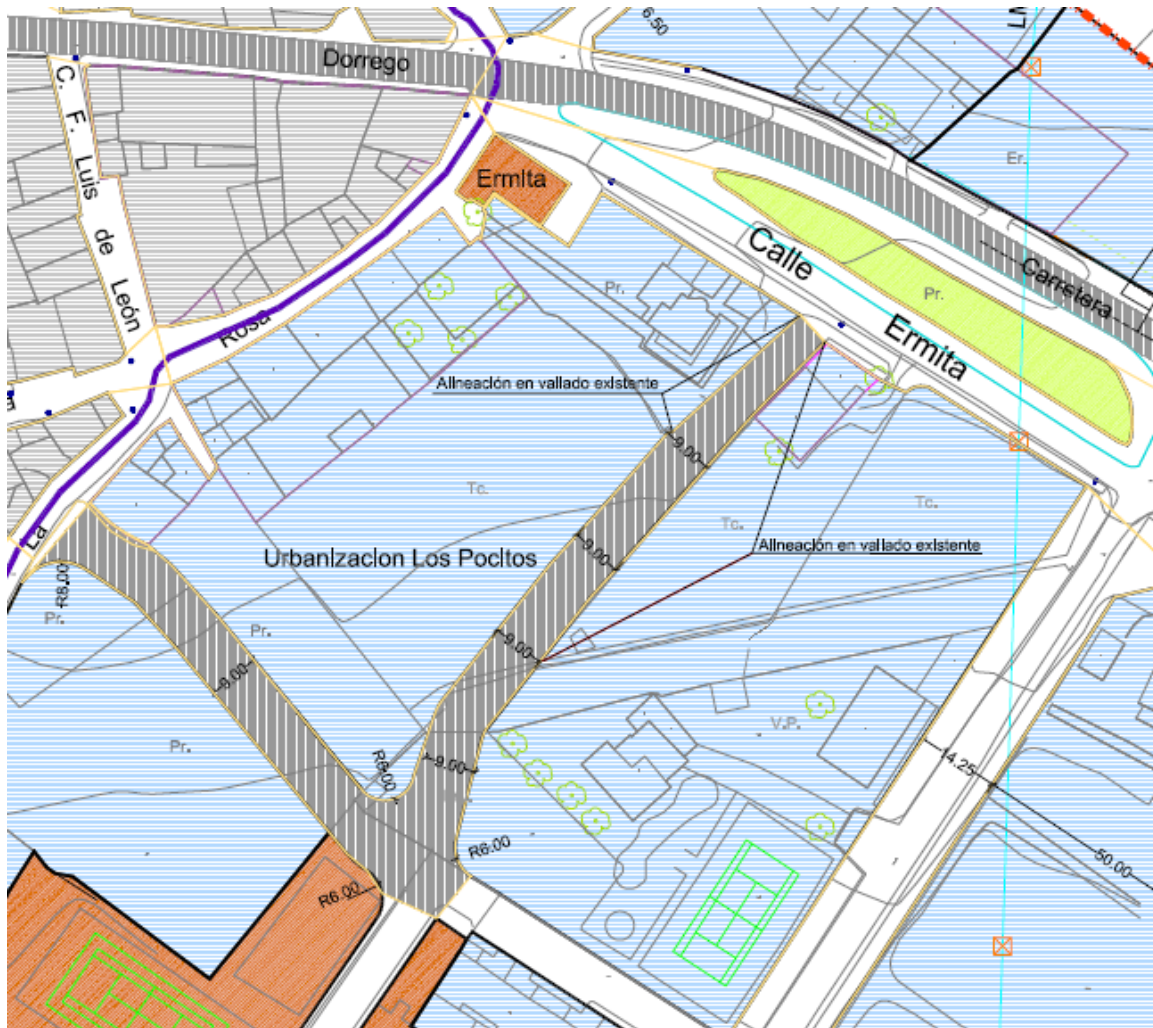 6.50
LM
Dorrego
C. F. Luis de León
Ermita
Er.
Calle Ermita
Carretera
Pr.
Pr.
La Rosa
Alineación en vallado existente
9.00
Tc.
Tc.
Tc.
9.00
Alineación en vallado existente
Urbanizacion Los Pocitos
R8.00
Pr.
Pr.
9.00
9.00
V.P.
Pr.
R6.00
9.00
14.25
R6.00
50.00
R6.00